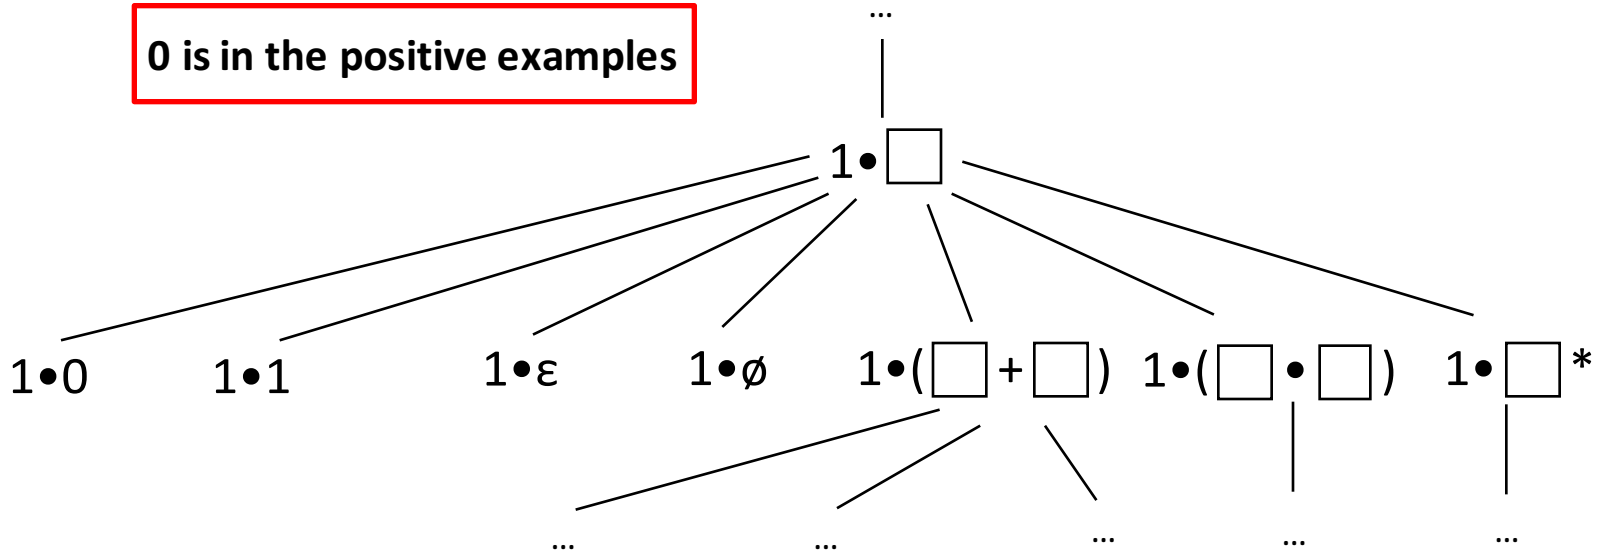 ...
0 is in the positive examples
1•□
1•0 1•1 1•ε 1•ø 1•(□+□) 1•(□•□) 1•□*
... ... ... ... ...